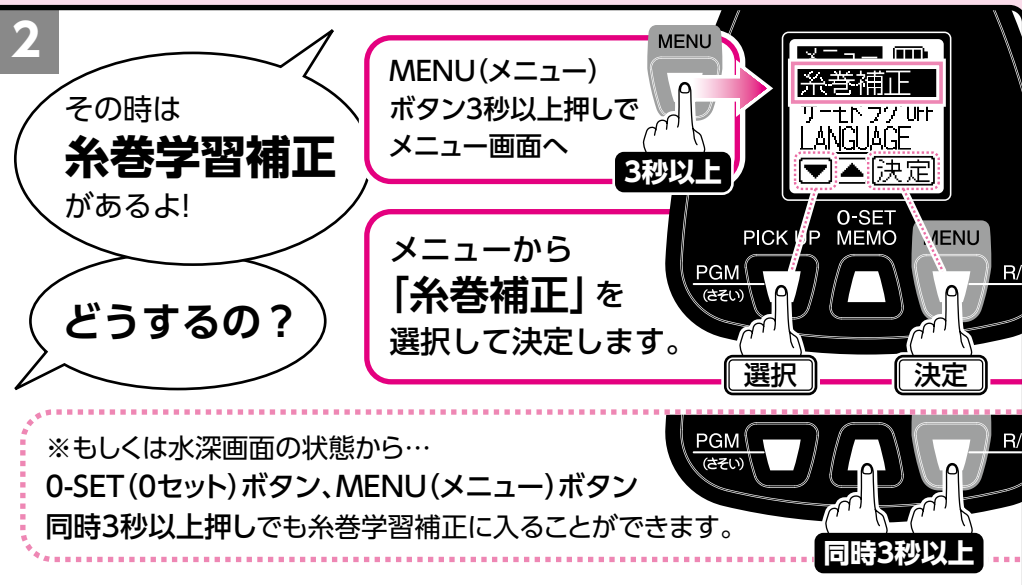 2
その時は
糸巻学習補正
があるよ!
どうするの？
MENU（メニュー）
ボタン3秒以上押しで
メニュー画面へ
MENU
3秒以上
メニュー
糸巻補正
リーモドラグ OFF
LANGUAGE
▼ ▲ 決定
メニューから
「糸巻補正」を
選択して決定します。
PICK UP
0-SET
MEMO
MENU
PGM
(さそい)
R/
選択
決定
※もしくは水深画面の状態から…
0-SET（0セット）ボタン、MENU（メニュー）ボタン
同時3秒以上押しでも糸巻学習補正に入ることができます。
PGM
(さそい)
R/
同時3秒以上